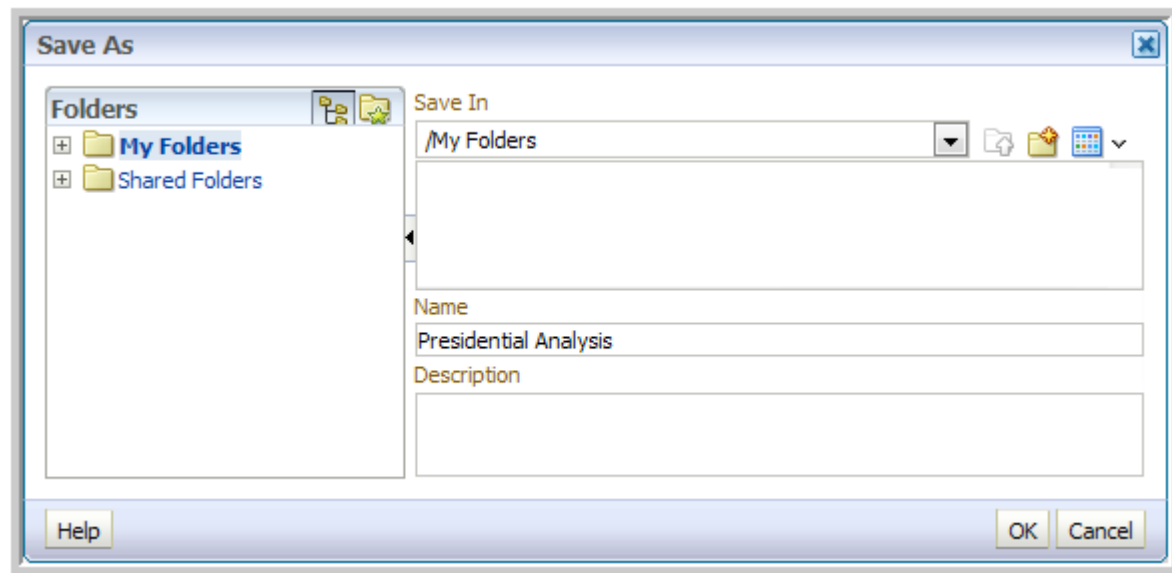 Save As
Folders
My Folders
Shared Folders
Save In
/My Folders
Name
Presidential Analysis
Description
Help
OK
Cancel